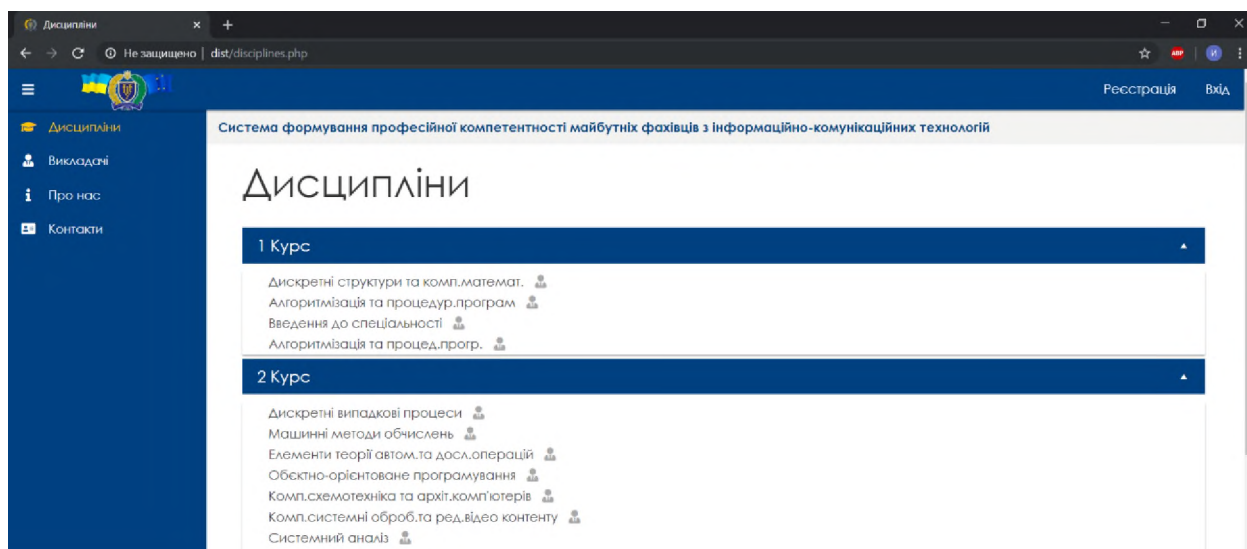 Дисципліни
Не защищено | dist/disciplines.php
ABP
И
Реєстрація Вхід
Дисципліни
Викладачі
Про нас
Контакти
Система формування професійної компетентності майбутніх фахівців з інформаційно-комунікаційних технологій
Дисципліни
1 Курс
Дискретні структури та комп.математ.
Алгоритмізація та процедур.програм
Введення до спеціальності
Алгоритмізація та процед.прогр.
2 Курс
Дискретні випадкові процеси
Машинні методи обчислень
Елементи теорії автом.та досл.операцій
Обєктно-орієнтоване програмування
Комп.схемотехніка та архіт.комп'ютерів
Комп.системні оброб.та ред.відео контенту
Системний аналіз